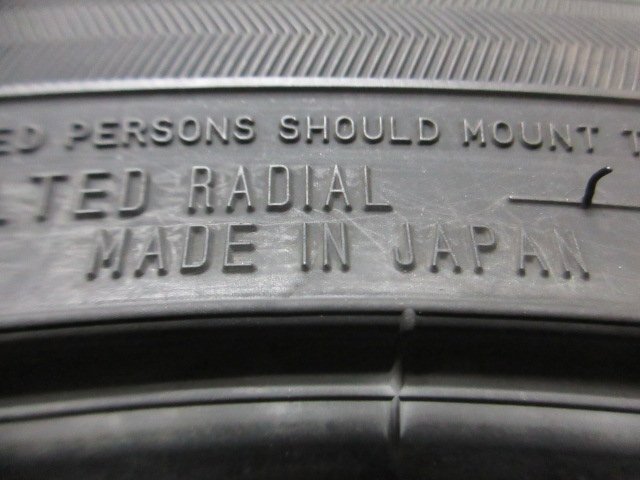 ED PERSONS SHOULD MOUNT T
LTED RADIAL
MADE IN JAPAN